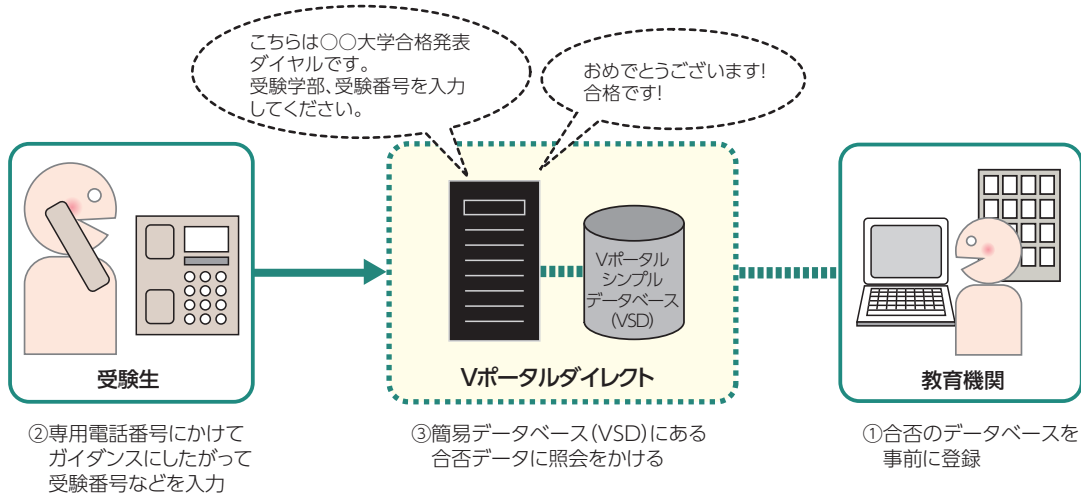 こちらは○○大学合格発表
ダイヤルです。
受験学部、受験番号を入力
してください。
おめでとうございます!
合格です!
Vポータル
シンプル
データベース
(VSD)
受験生
Vポータルダイレクト
教育機関
②専用電話番号にかけて
ガイダンスにしたがって
受験番号などを入力
③簡易データベース(VSD)にある
合否データに照会をかける
①合否のデータベースを
事前に登録